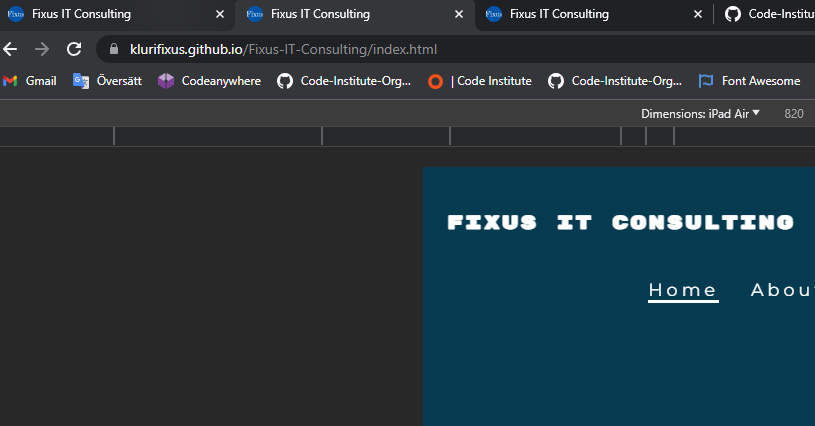 Fixus IT Consulting Fixus IT Consulting Fixus IT Consulting Code-Institu
klurifixus.github.io/Fixus-IT-Consulting/index.html
Gmail Översätt Codeanywhere Code-Institute-Org... | Code Institute Code-Institute-Org... Font Awesome
Dimensions: iPad Air 820
FIXUS IT CONSULTING
Home Abou